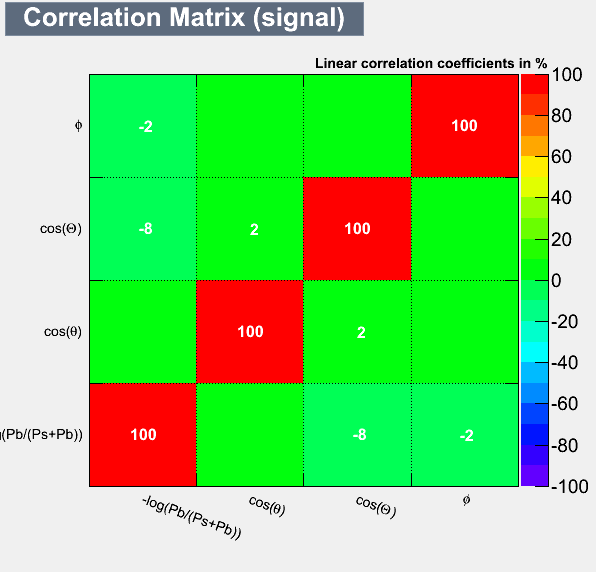 Correlation Matrix (signal)
Linear correlation coefficients in %
ϕ
-2
100
100
80
60
cos(Θ)
-8
2
100
40
20
0
cos(θ)
100
2
-20
-40
g(Pb/(Ps+Pb))
100
-8
-2
-60
-80
-100
-log(Pb/(Ps+Pb))
cos(θ)
cos(Θ)
ϕ